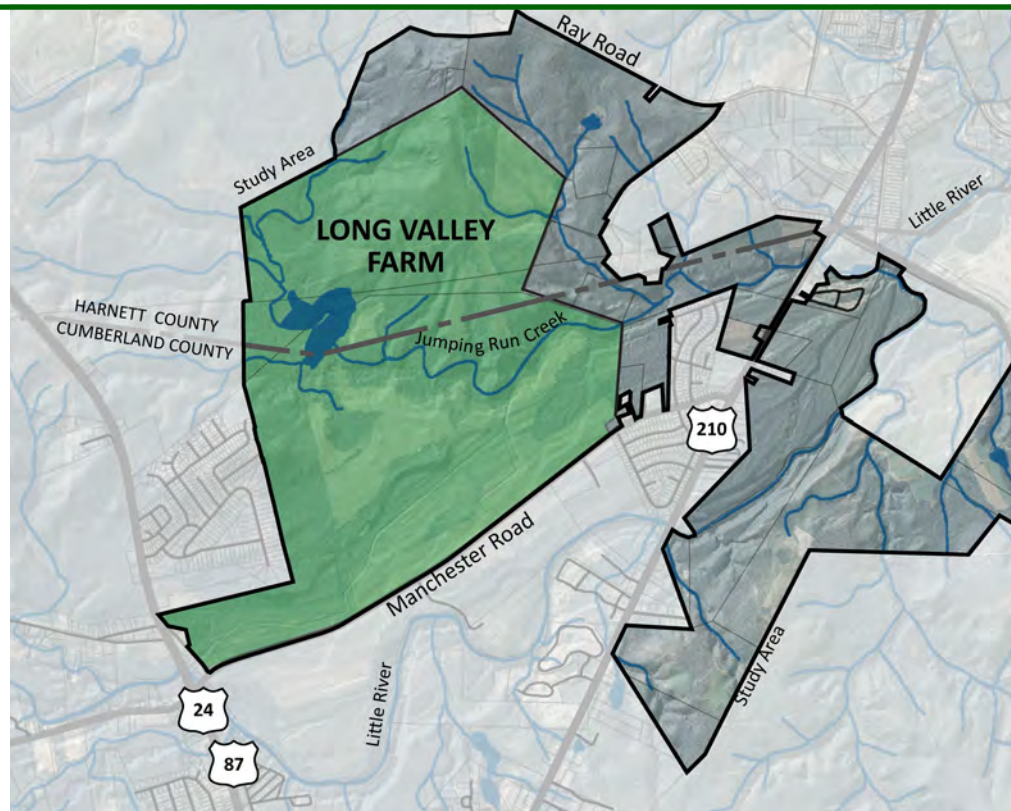 Ray Road
Study Area
Little River
LONG VALLEY
FARM
HARNETT COUNTY
CUMBERLAND COUNTY
Jumping Run Creek
210
Manchester Road
Study Area
Little River
24
87